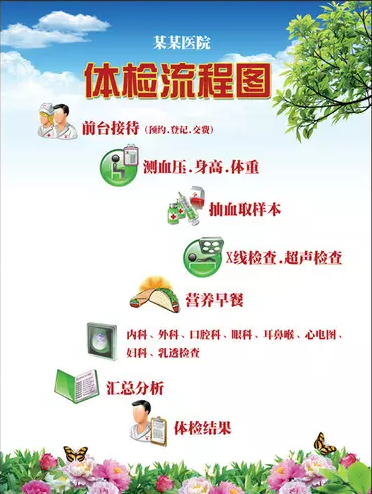 某某医院
体检流程图
前台接待(预约.登记.交费)
测血压.身高.体重
抽血取样本
X线检查.超声检查
营养早餐
内科、外科、口腔科、眼科、耳鼻喉、心电图、
妇科、乳透检查
汇总分析
体检结果